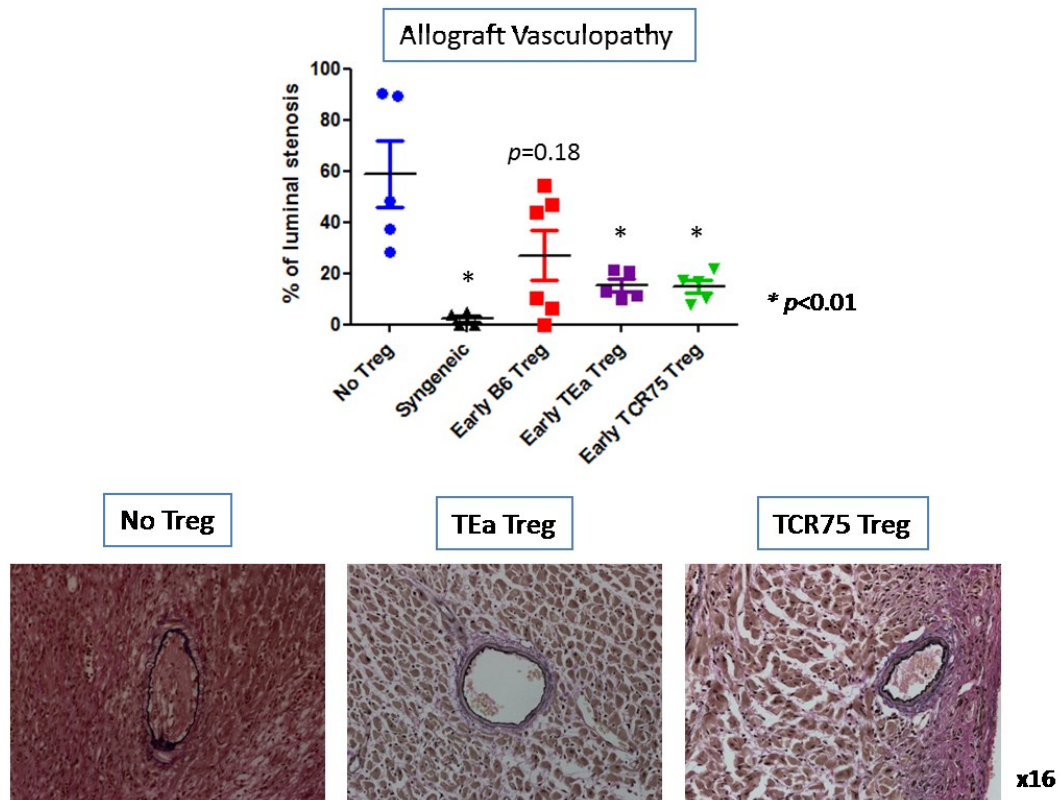 Allograft Vasculopathy
% of luminal stenosis
100
80
60
40
20
0
p=0.18
*
*
*
* p<0.01
No Treg
Syngeneic
Early B6 Treg
Early TEa Treg
Early TCR75 Treg
No Treg
TEa Treg
TCR75 Treg
x16